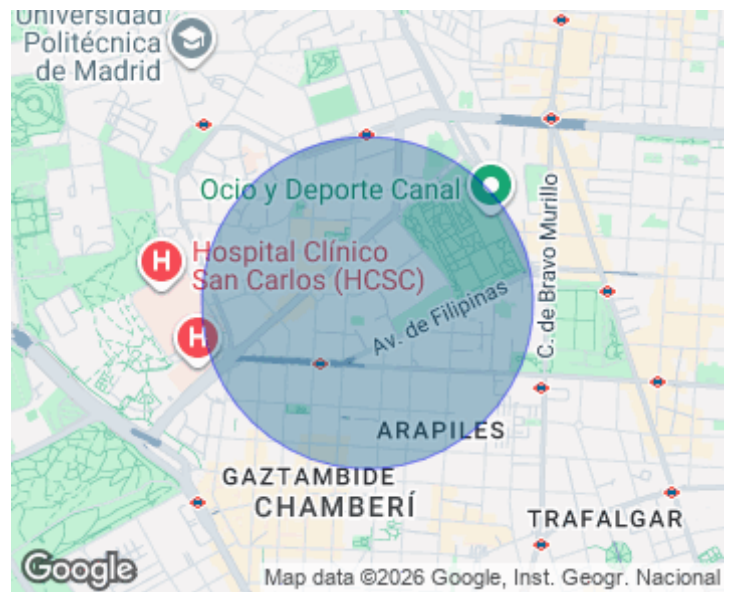 Universidad
Politécnica
de Madrid
Ocio y Deporte Canal
H
Hospital Clínico
San Carlos (HCSC)
H
Av. de Filipinas
C. de Bravo Murillo
ARAPILES
GAZTAMBIDE
CHAMBERÍ
TRAFALGAR
Google
Map data ©2026 Google, Inst. Geogr. Nacional